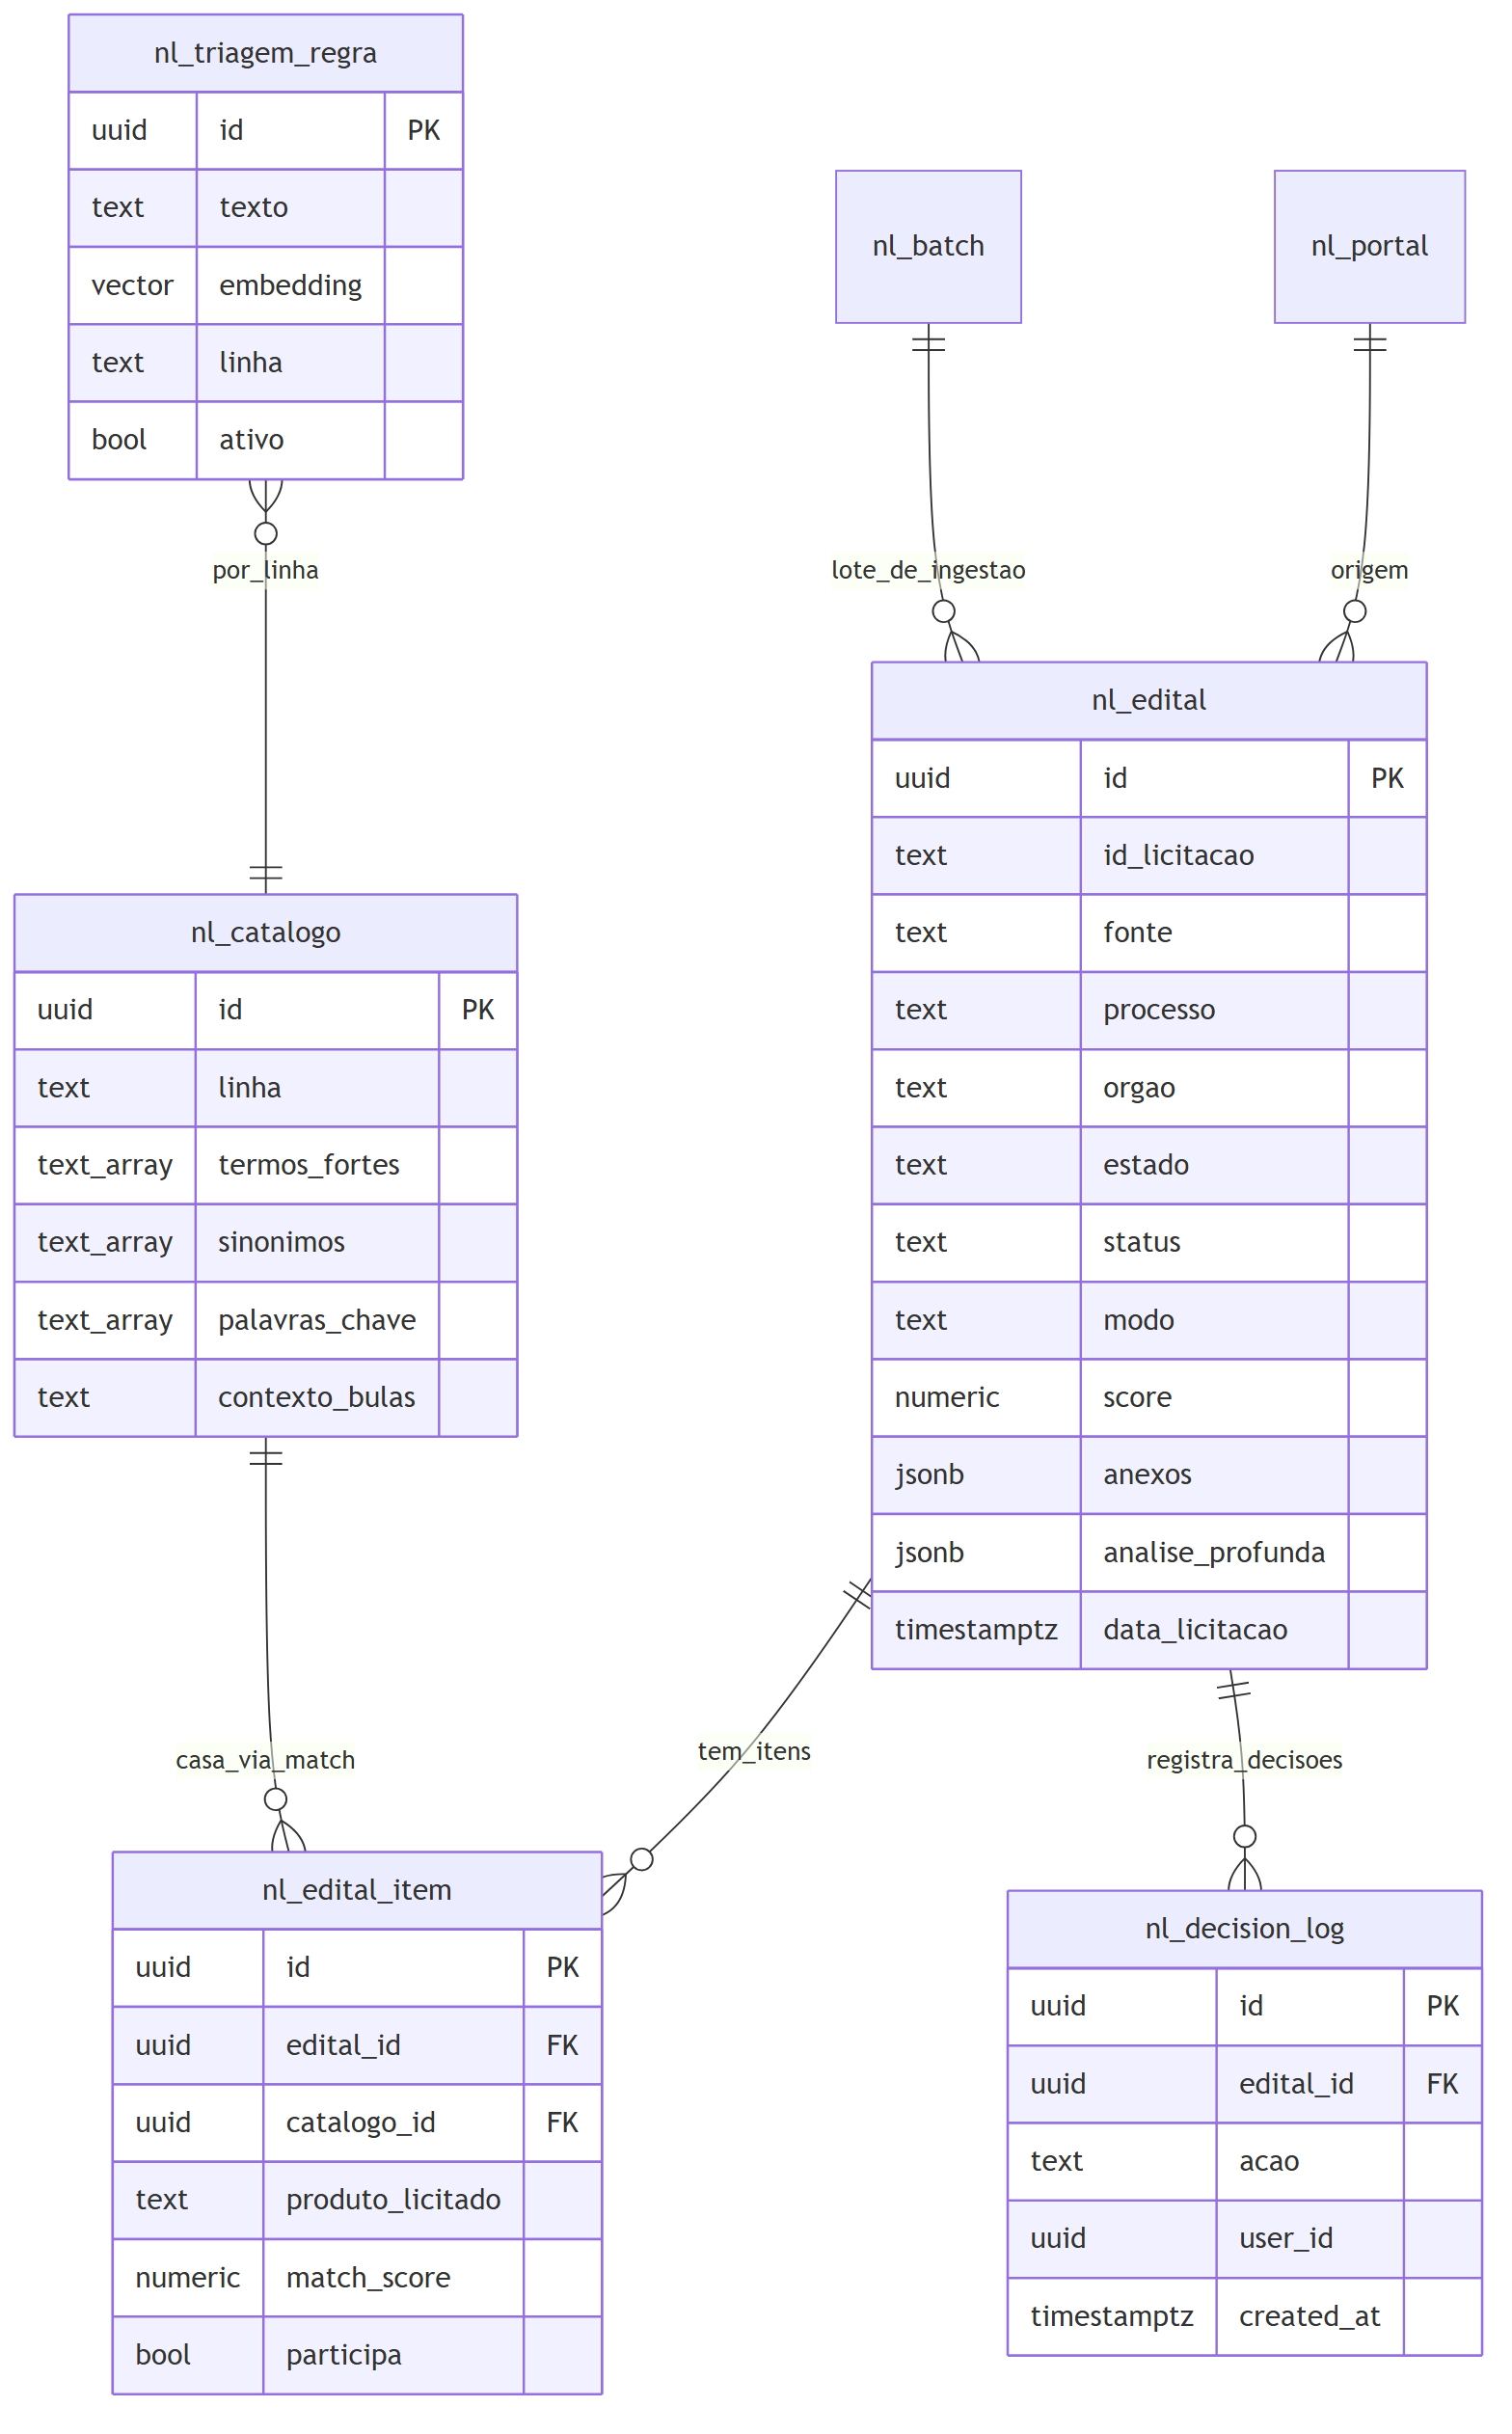 nl_triagem_regra
uuid id PK
text texto
vector embedding
text linha
bool ativo
por_linha
nl_batch
nl_portal
lote_de_ingestao
origem
nl_edital
uuid id PK
text id_licitacao
text fonte
text processo
text orgao
text estado
text status
text modo
numeric score
jsonb anexos
jsonb analise_profunda
timestamptz data_licitacao
nl_catalogo
uuid id PK
text linha
text_array termos_fortes
text_array sinonimos
text_array palavras_chave
text contexto_bulas
casa_via_match
tem_itens
registra_decisoes
nl_edital_item
uuid id PK
uuid edital_id FK
uuid catalogo_id FK
text produto_licitado
numeric match_score
bool participa
nl_decision_log
uuid id PK
uuid edital_id FK
text acao
uuid user_id
timestamptz created_at